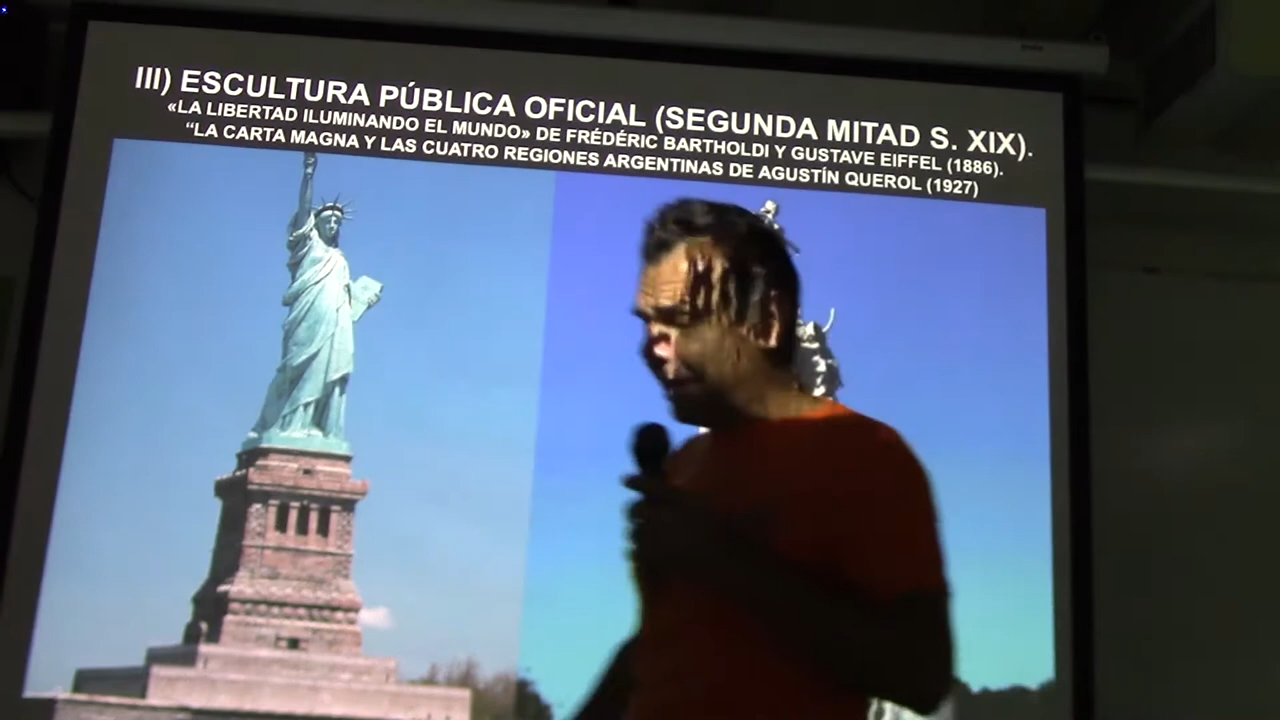 III) ESCULTURA PÚBLICA OFICIAL (SEGUNDA MITAD S. XIX).
«LA LIBERTAD ILUMINANDO EL MUNDO» DE FRÉDÉRIC BARTHOLDI Y GUSTAVE EIFFEL (1886).
“LA CARTA MAGNA Y LAS CUATRO REGIONES ARGENTINAS DE AGUSTÍN QUEROL (1927)